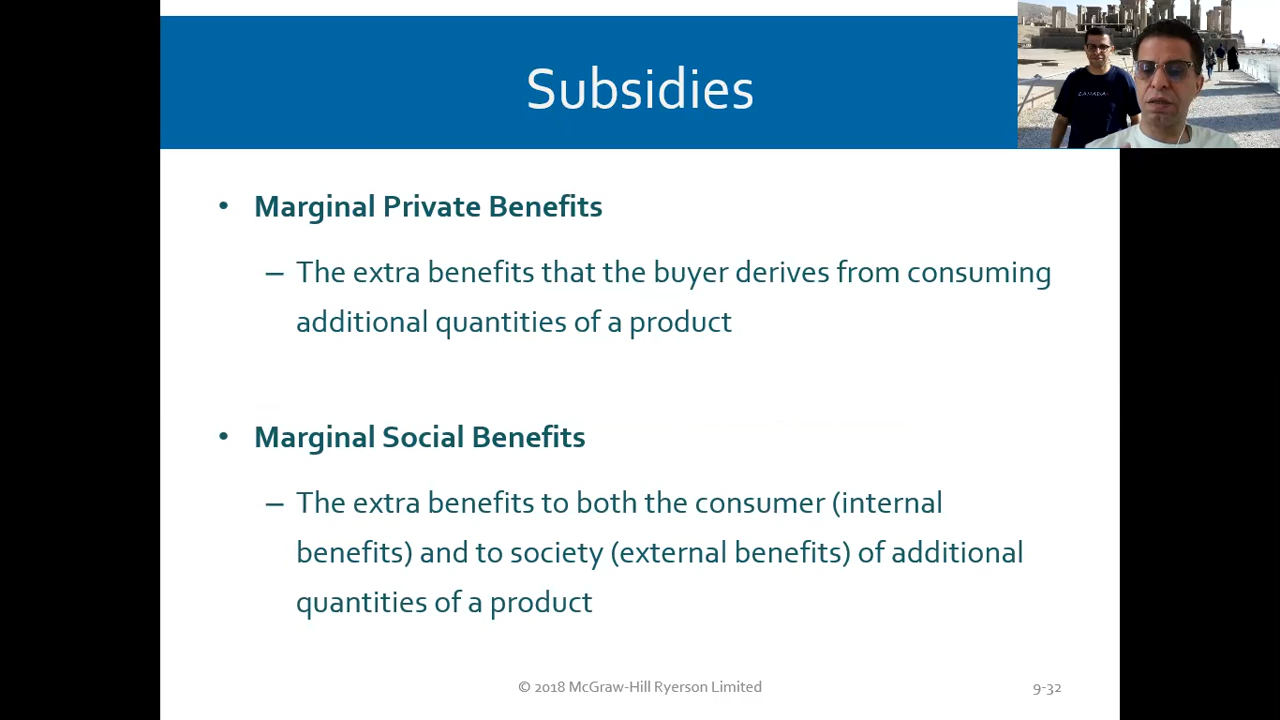 Subsidies
CANADA
• Marginal Private Benefits
– The extra benefits that the buyer derives from consuming
additional quantities of a product
• Marginal Social Benefits
– The extra benefits to both the consumer (internal
benefits) and to society (external benefits) of additional
quantities of a product
© 2018 McGraw-Hill Ryerson Limited
9-32